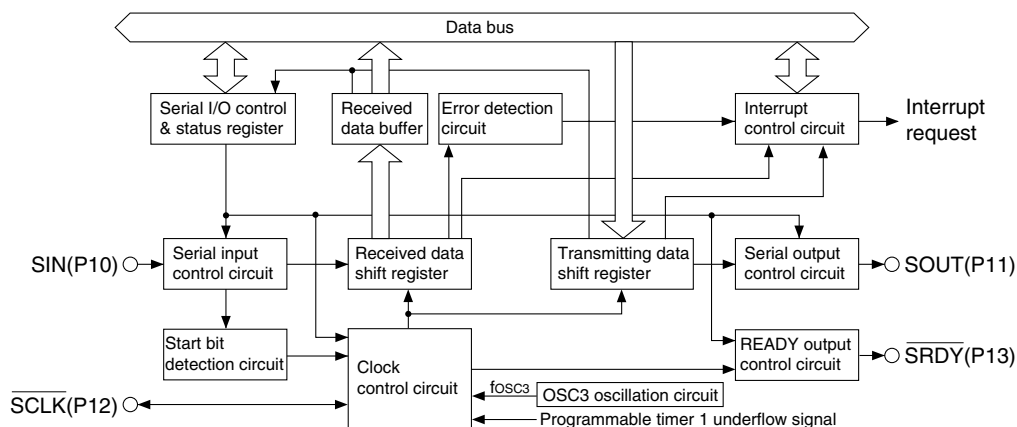 Data bus
Serial I/O control
& status register
Received
data buffer
Error detection
circuit
Interrupt
control circuit
Interrupt
request
SIN(P10)
Serial input
control circuit
Received data
shift register
Transmitting data
shift register
Serial output
control circuit
SOUT(P11)
Start bit
detection circuit
Clock
control circuit
READY output
control circuit
SRDY(P13)
SCLK(P12)
fOSC3
OSC3 oscillation circuit
Programmable timer 1 underflow signal